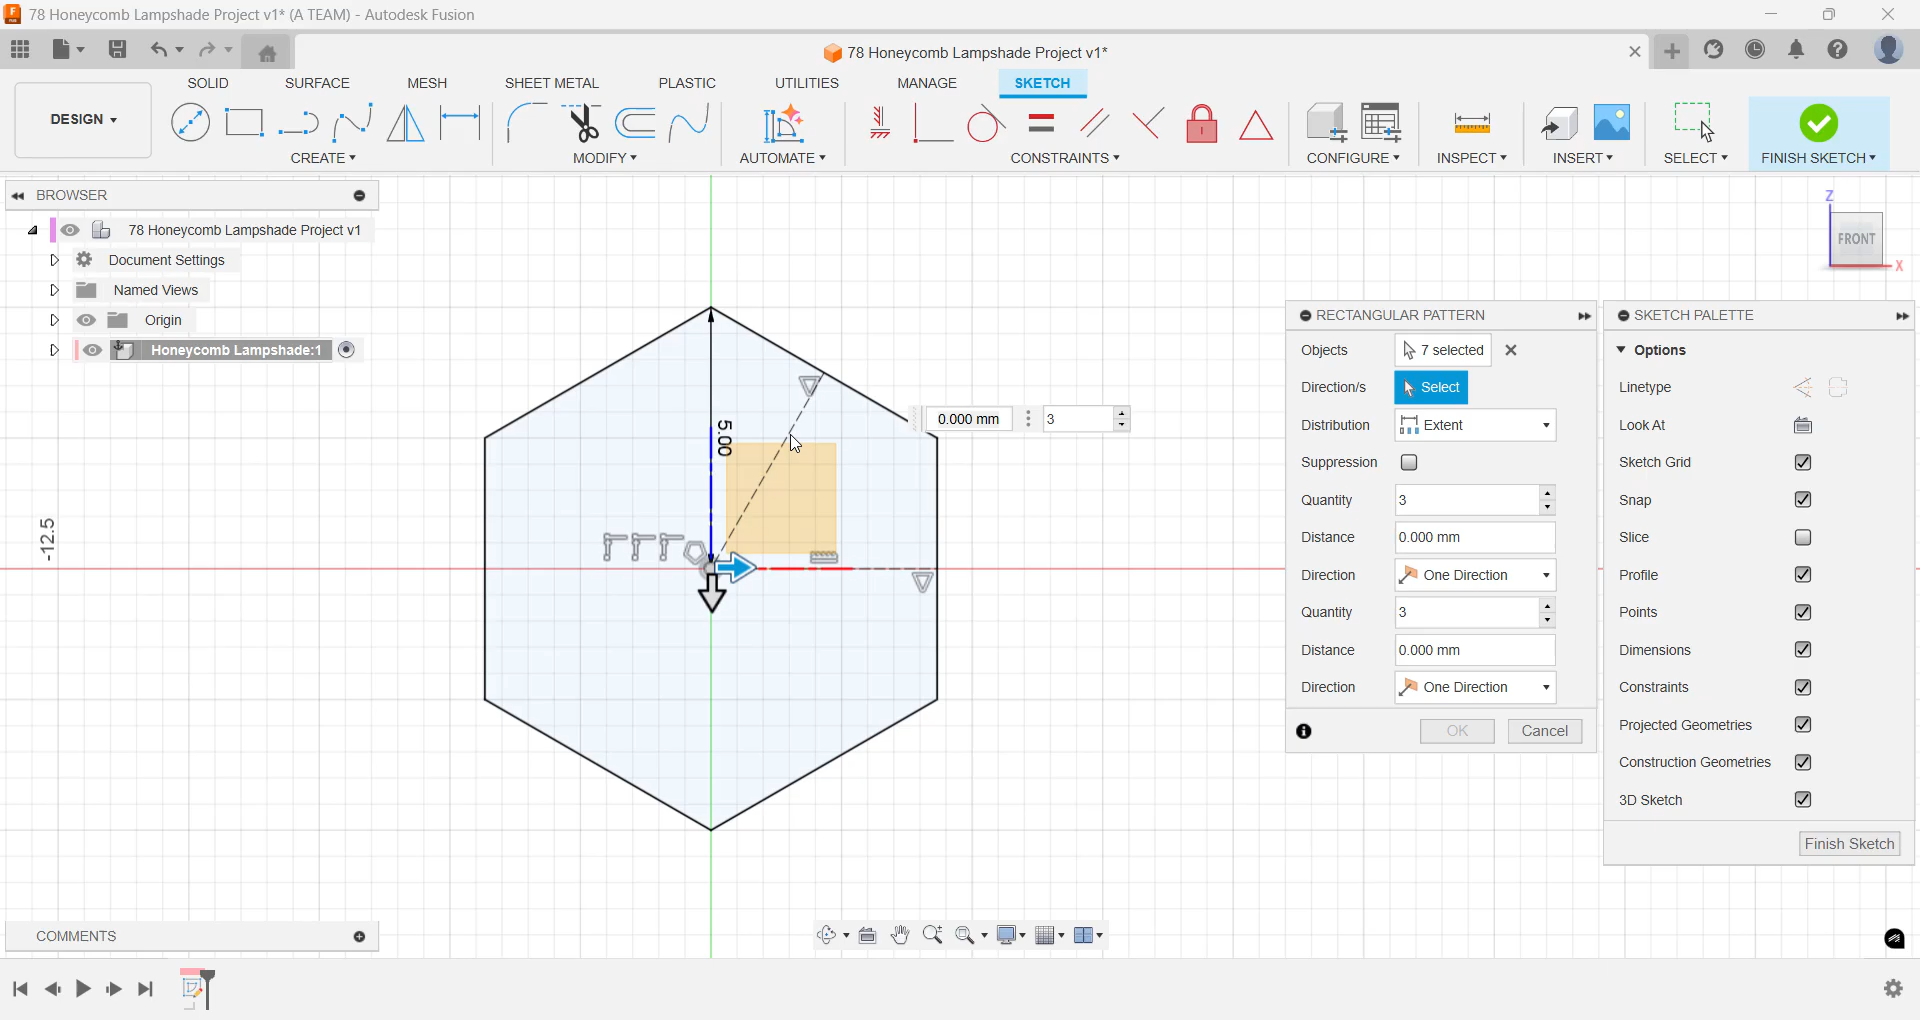 78 Honeycomb Lampshade Project v1* (A TEAM) - Autodesk Fusion
78 Honeycomb Lampshade Project v1*
DESIGN
SOLID SURFACE MESH SHEET METAL PLASTIC UTILITIES MANAGE SKETCH
CREATE MODIFY AUTOMATE CONSTRAINTS CONFIGURE INSPECT INSERT SELECT FINISH SKETCH
BROWSER
78 Honeycomb Lampshade Project v1
Document Settings
Named Views
Origin
Honeycomb Lampshade:1
Z
FRONT
X
-12.5
5.00
0.000 mm 3
RECTANGULAR PATTERN
Objects 7 selected
Direction/s Select
Distribution Extent
Suppression
Quantity 3
Distance 0.000 mm
Direction One Direction
Quantity 3
Distance 0.000 mm
Direction One Direction
OK Cancel
SKETCH PALETTE
Options
Linetype
Look At
Sketch Grid
Snap
Slice
Profile
Points
Dimensions
Constraints
Projected Geometries
Construction Geometries
3D Sketch
Finish Sketch
COMMENTS